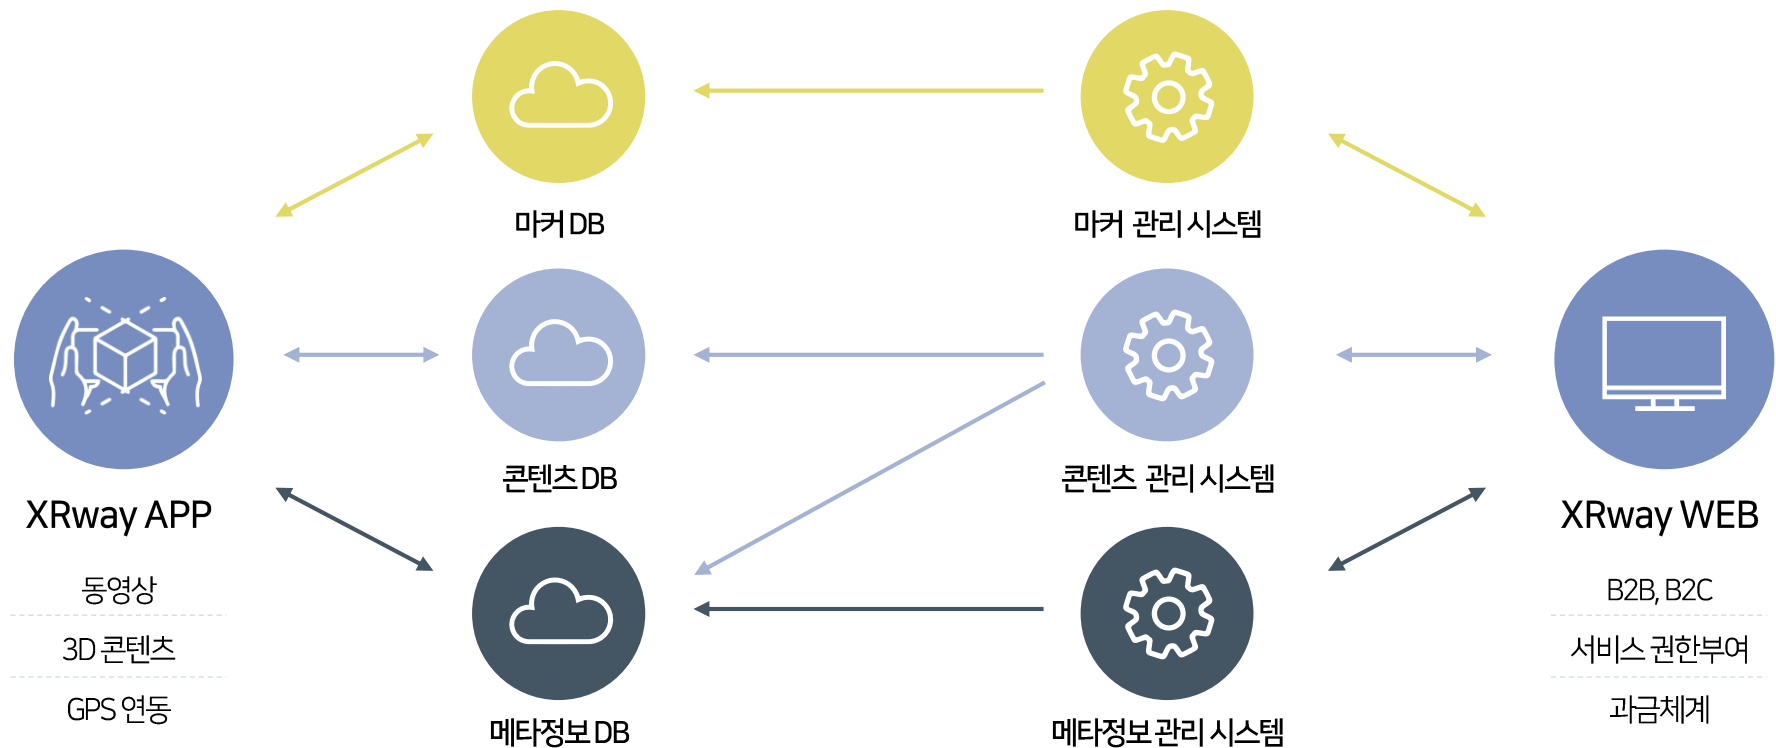 마커 DB
마커 관리 시스템
콘텐츠 DB
콘텐츠 관리 시스템
XRway APP
XRway WEB
동영상
3D 콘텐츠
GPS 연동
B2B, B2C
서비스 권한부여
과금체계
메타정보 DB
메타정보 관리 시스템